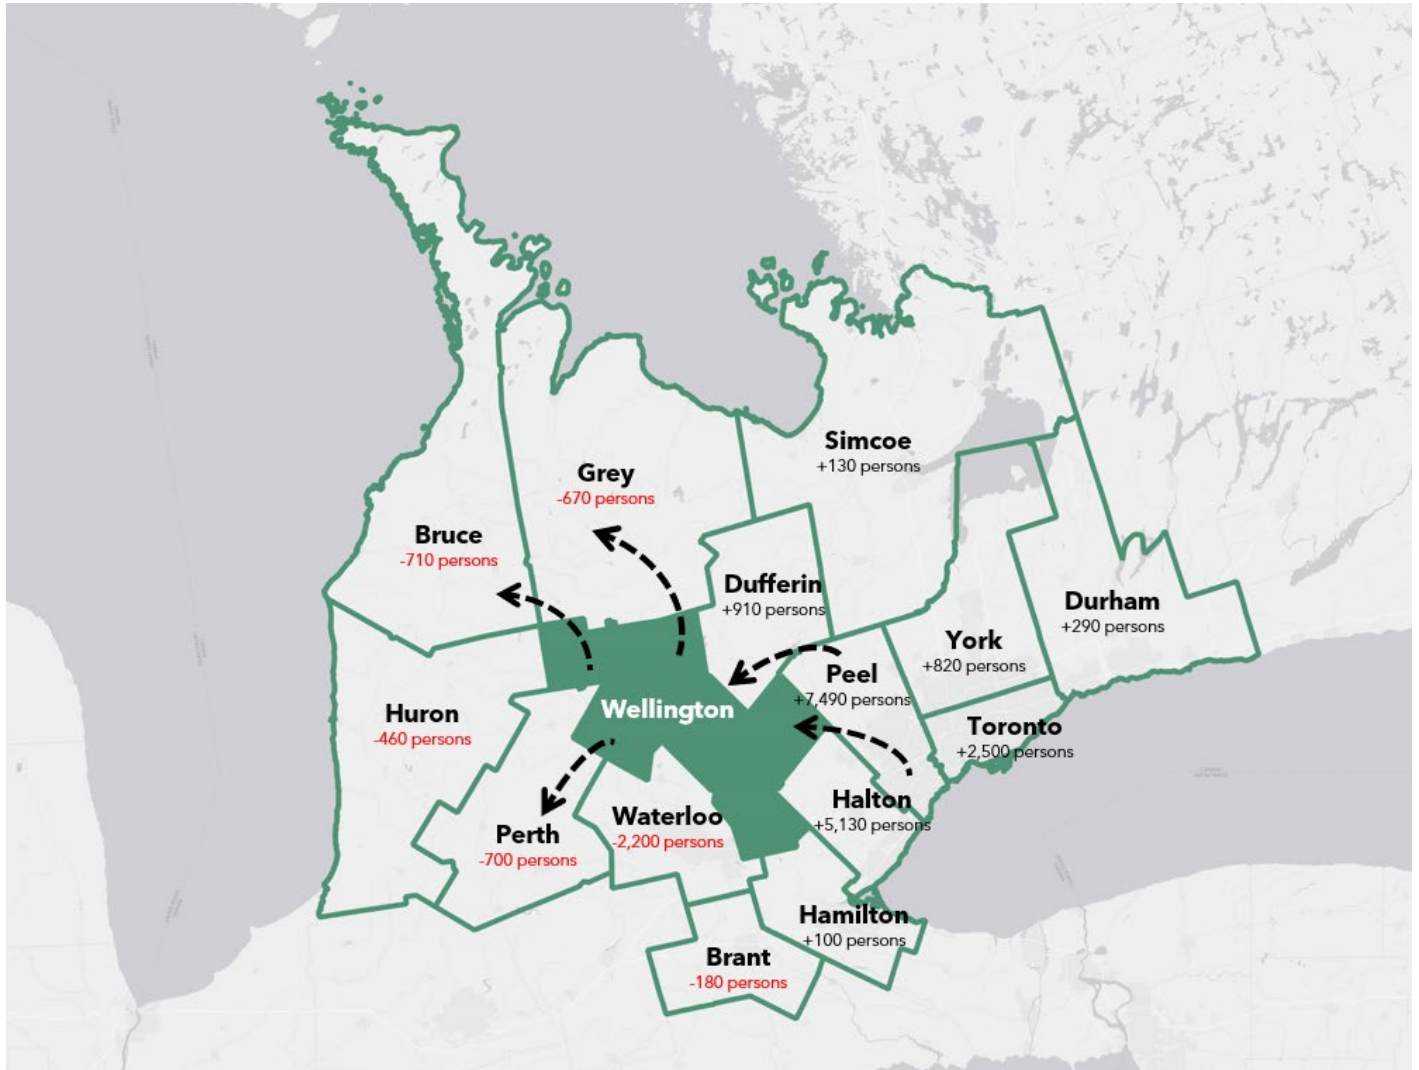 Simcoe
+130 persons
Grey
-670 persons
Bruce
-710 persons
Dufferin
+910 persons
Durham
+290 persons
York
+820 persons
Peel
+7,490 persons
Wellington
Huron
-460 persons
Toronto
+2,500 persons
Halton
+5,130 persons
Waterloo
-2,200 persons
Perth
-700 persons
Hamilton
+100 persons
Brant
-180 persons